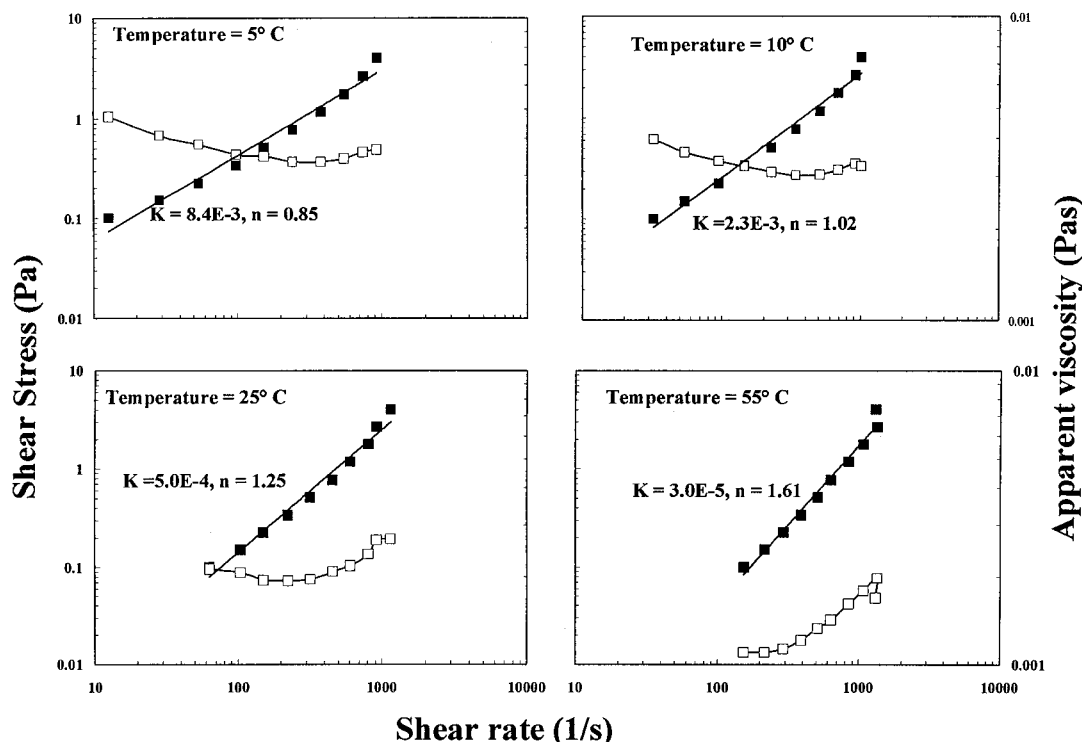 10
Temperature = 5° C
1
0.1
K = 8.4E-3, n = 0.85
0.01
0.01
Temperature = 10° C
K =2.3E-3, n = 1.02
0.001
10
Temperature = 25° C
1
K =5.0E-4, n = 1.25
0.1
0.01
10
100
1000
10000
0.01
Temperature = 55° C
K = 3.0E-5, n = 1.61
0.001
10
100
1000
10000
Shear Stress (Pa)
Apparent viscosity (Pas)
Shear rate (1/s)